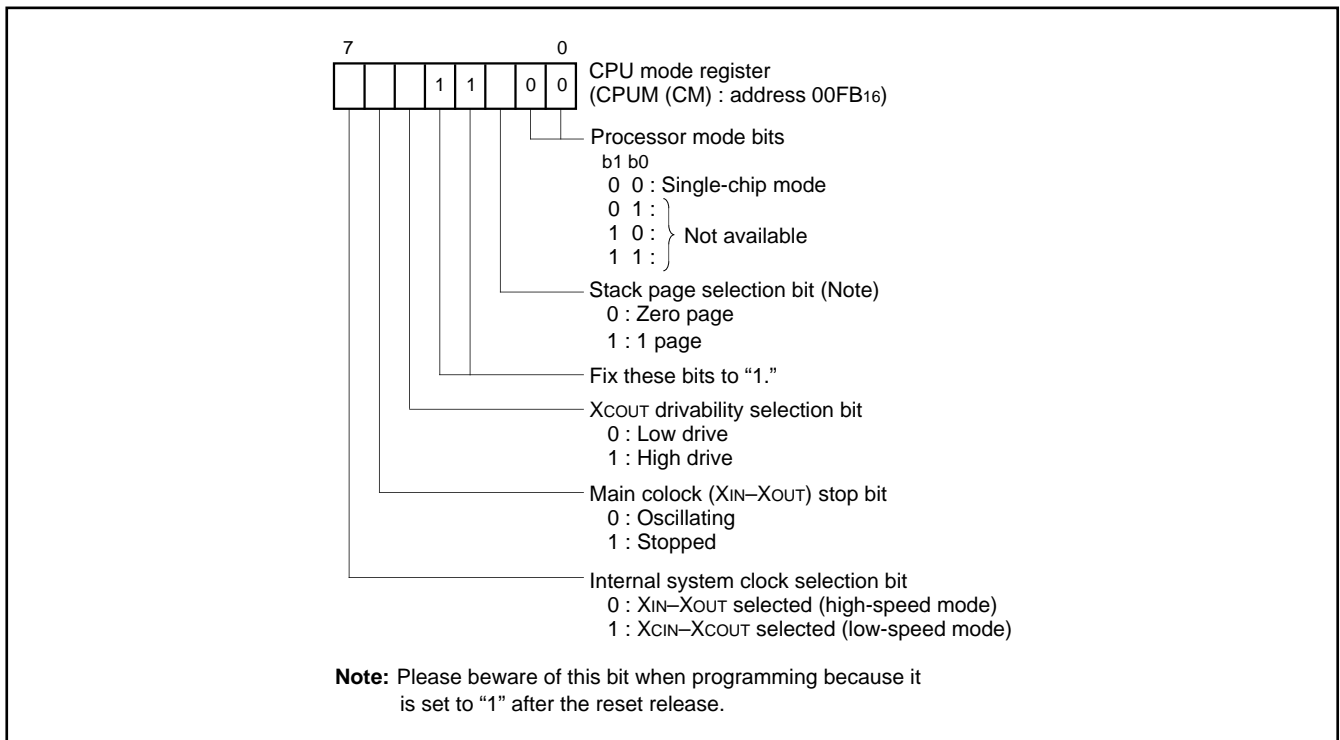 7 0
1 1 0 0
CPU mode register
(CPUM (CM) : address 00FB16)
Processor mode bits
b1 b0
0 0 : Single-chip mode
0 1 :
1 0 : Not available
1 1 :
Stack page selection bit (Note)
0 : Zero page
1 : 1 page
Fix these bits to “1.”
XCOUT drivability selection bit
0 : Low drive
1 : High drive
Main colock (XIN–XOUT) stop bit
0 : Oscillating
1 : Stopped
Internal system clock selection bit
0 : XIN–XOUT selected (high-speed mode)
1 : XCIN–XCOUT selected (low-speed mode)
Note: Please beware of this bit when programming because it
is set to “1” after the reset release.